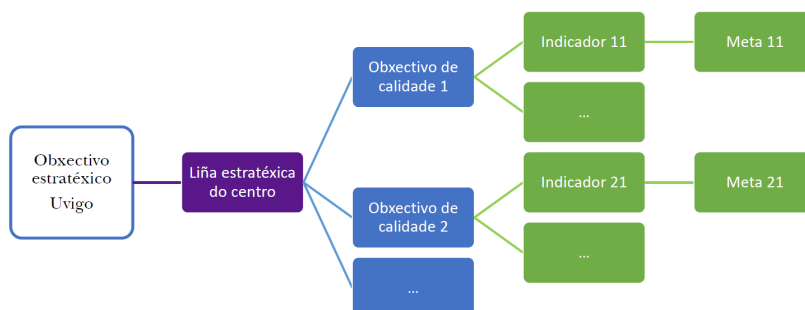 Obxectivo
estratéxico
Uvigo
Liña estratéxica
do centro
Obxectivo de
calidade 1
Indicador 11
Meta 11
...
Obxectivo de
calidade 2
Indicador 21
Meta 21
...
...